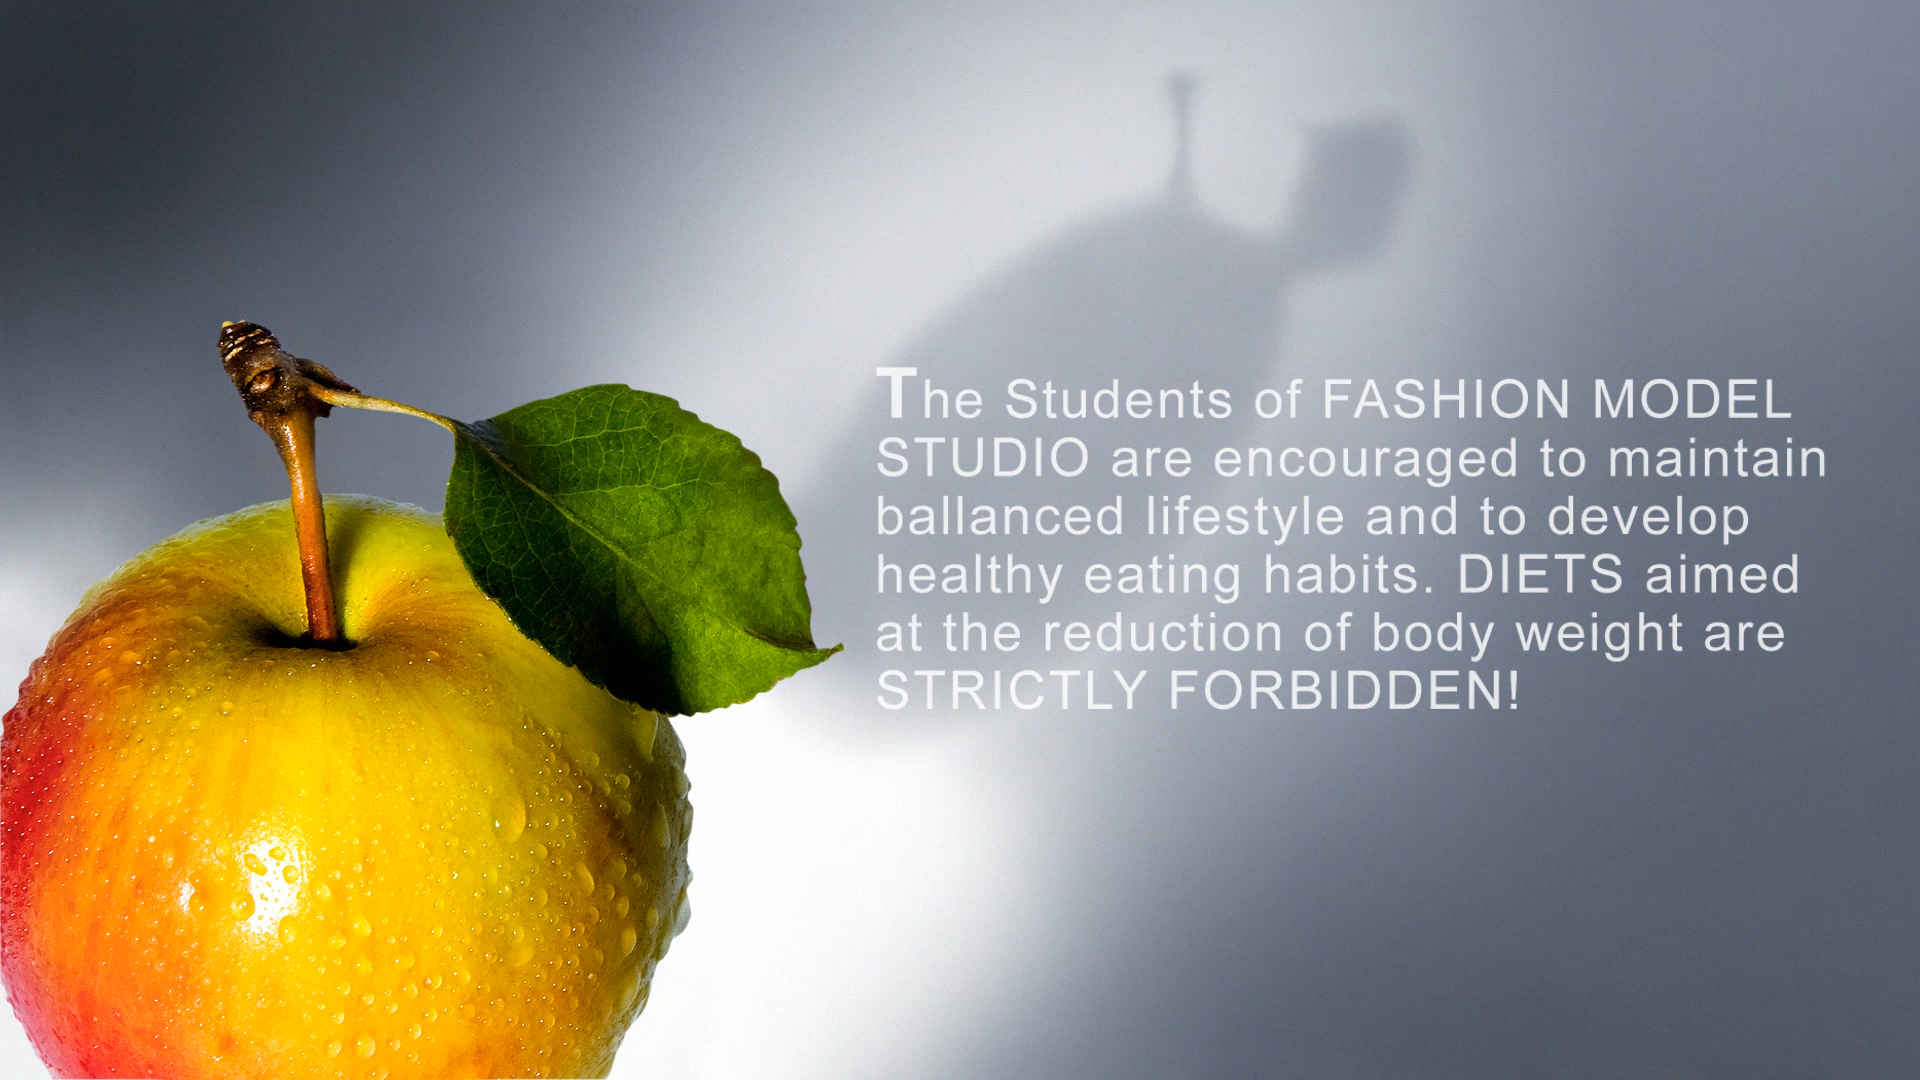 The Students of FASHION MODEL
STUDIO are encouraged to maintain
ballanced lifestyle and to develop
healthy eating habits. DIETS aimed
at the reduction of body weight are
STRICTLY FORBIDDEN!